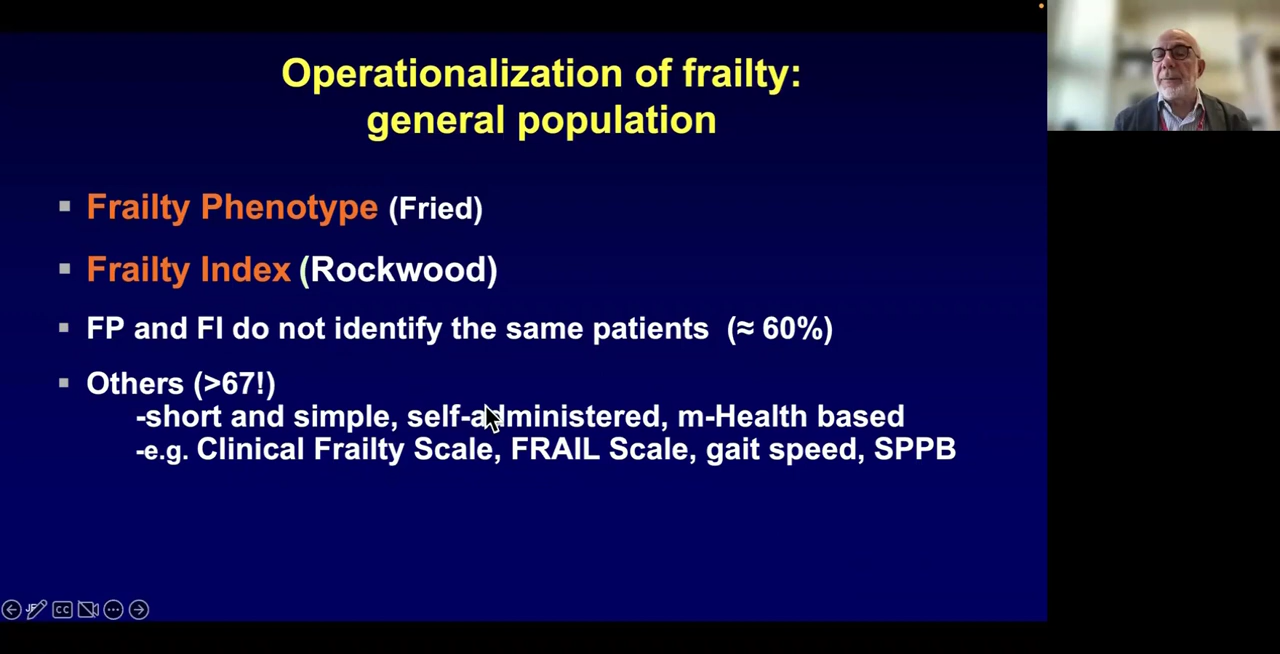 Operationalization of frailty:
general population
▪ Frailty Phenotype (Fried)
▪ Frailty Index (Rockwood)
▪ FP and FI do not identify the same patients (≈ 60%)
▪ Others (>67!)
-short and simple, self-administered, m-Health based
-e.g. Clinical Frailty Scale, FRAIL Scale, gait speed, SPPB
CC